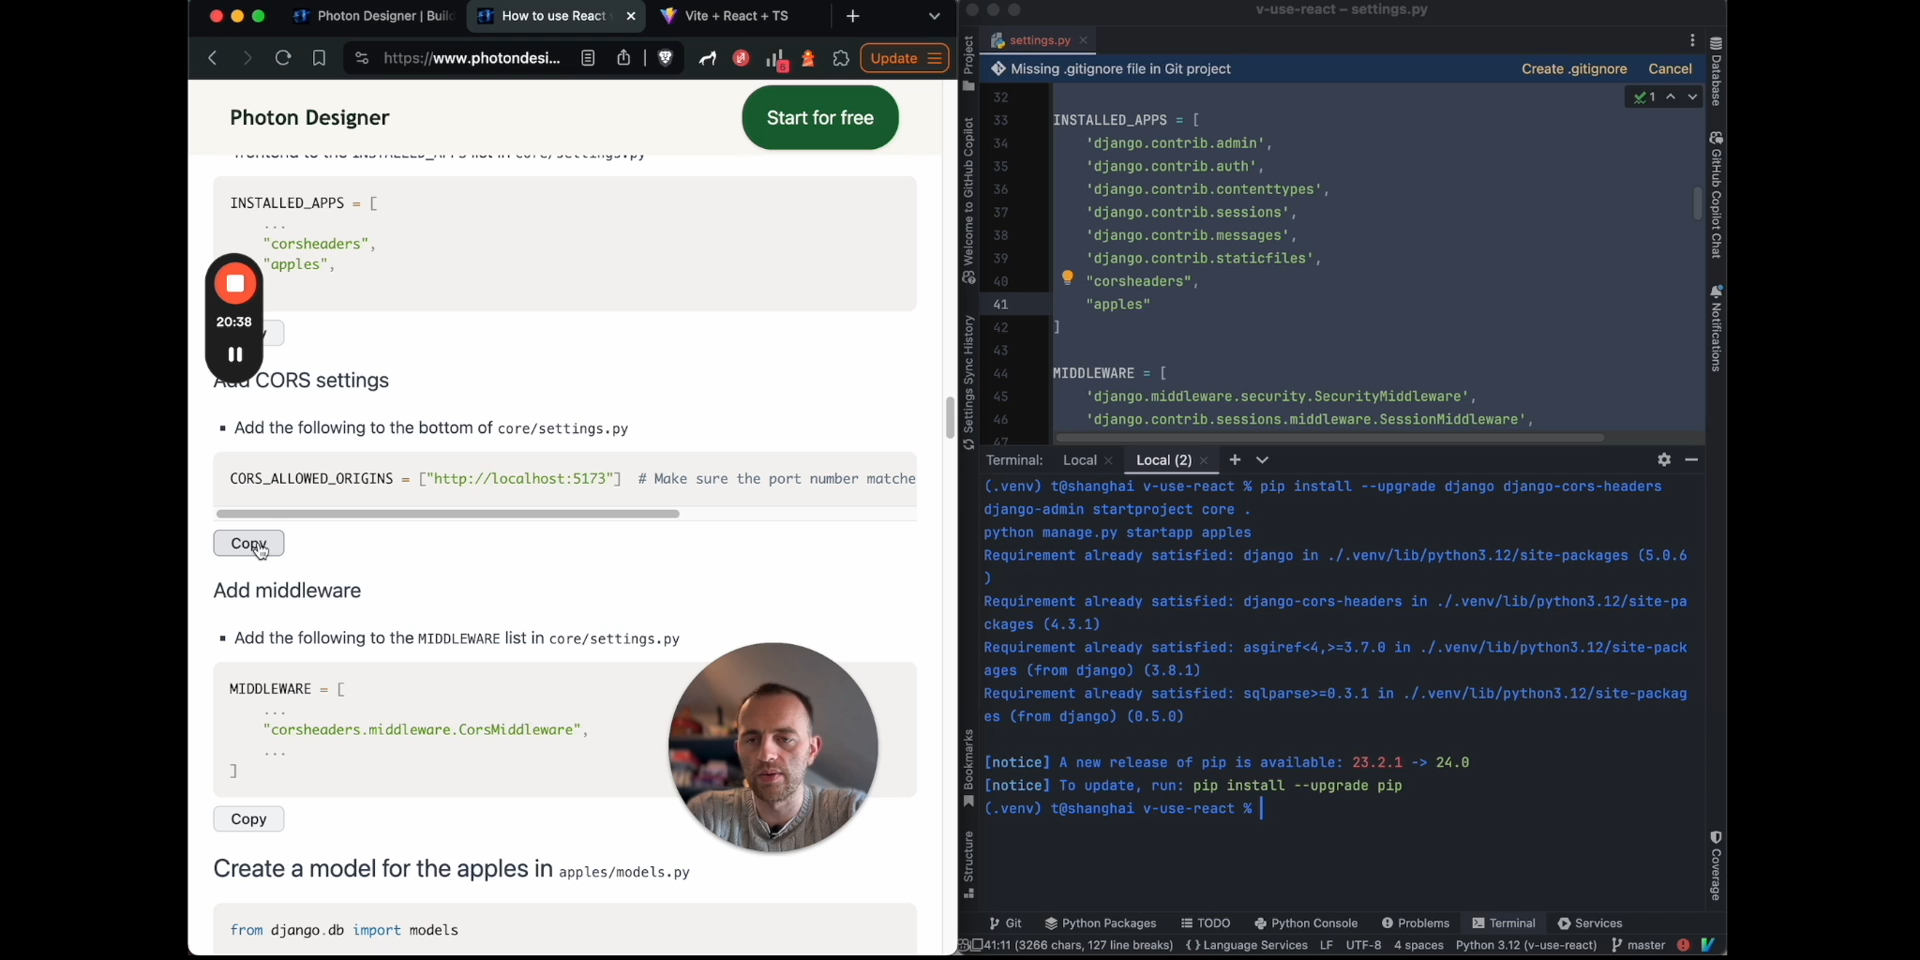 Photon Designer | Buil
How to use React
Vite + React + TS
https://www.photondesi...
6
Update
Photon Designer
Start for free
frontend to the INSTALLED_APPS list in core/settings.py
INSTALLED_APPS = [
...
"corsheaders",
"apples",
20:38
Add CORS settings
Add the following to the bottom of core/settings.py
CORS_ALLOWED_ORIGINS = ["http://localhost:5173"] # Make sure the port number matche
Copy
Add middleware
Add the following to the MIDDLEWARE list in core/settings.py
MIDDLEWARE = [
...
"corsheaders.middleware.CorsMiddleware",
...
]
Copy
Create a model for the apples in apples/models.py
from django.db import models
v-use-react – settings.py
settings.py
Missing .gitignore file in Git project
Create .gitignore
Cancel
1
32
33 INSTALLED_APPS = [
34 'django.contrib.admin',
35 'django.contrib.auth',
36 'django.contrib.contenttypes',
37 'django.contrib.sessions',
38 'django.contrib.messages',
39 'django.contrib.staticfiles',
40 "corsheaders",
41 "apples"
42 ]
43
44 MIDDLEWARE = [
45 'django.middleware.security.SecurityMiddleware',
46 'django.contrib.sessions.middleware.SessionMiddleware',
47
Project
Welcome to GitHub Copilot
Settings Sync History
Bookmarks
Structure
Database
GitHub Copilot Chat
Notifications
Coverage
Terminal: Local Local (2)
(.venv) t@shanghai v-use-react % pip install --upgrade django django-cors-headers
django-admin startproject core .
python manage.py startapp apples
Requirement already satisfied: django in ./.venv/lib/python3.12/site-packages (5.0.6
)
Requirement already satisfied: django-cors-headers in ./.venv/lib/python3.12/site-pa
ckages (4.3.1)
Requirement already satisfied: asgiref<4,>=3.7.0 in ./.venv/lib/python3.12/site-pack
ages (from django) (3.8.1)
Requirement already satisfied: sqlparse>=0.3.1 in ./.venv/lib/python3.12/site-packag
es (from django) (0.5.0)
[notice] A new release of pip is available: 23.2.1 -> 24.0
[notice] To update, run: pip install --upgrade pip
(.venv) t@shanghai v-use-react %
Git Python Packages TODO Python Console Problems Terminal Services
41:11 (3266 chars, 127 line breaks) { } Language Services LF UTF-8 4 spaces Python 3.12 (v-use-react) master